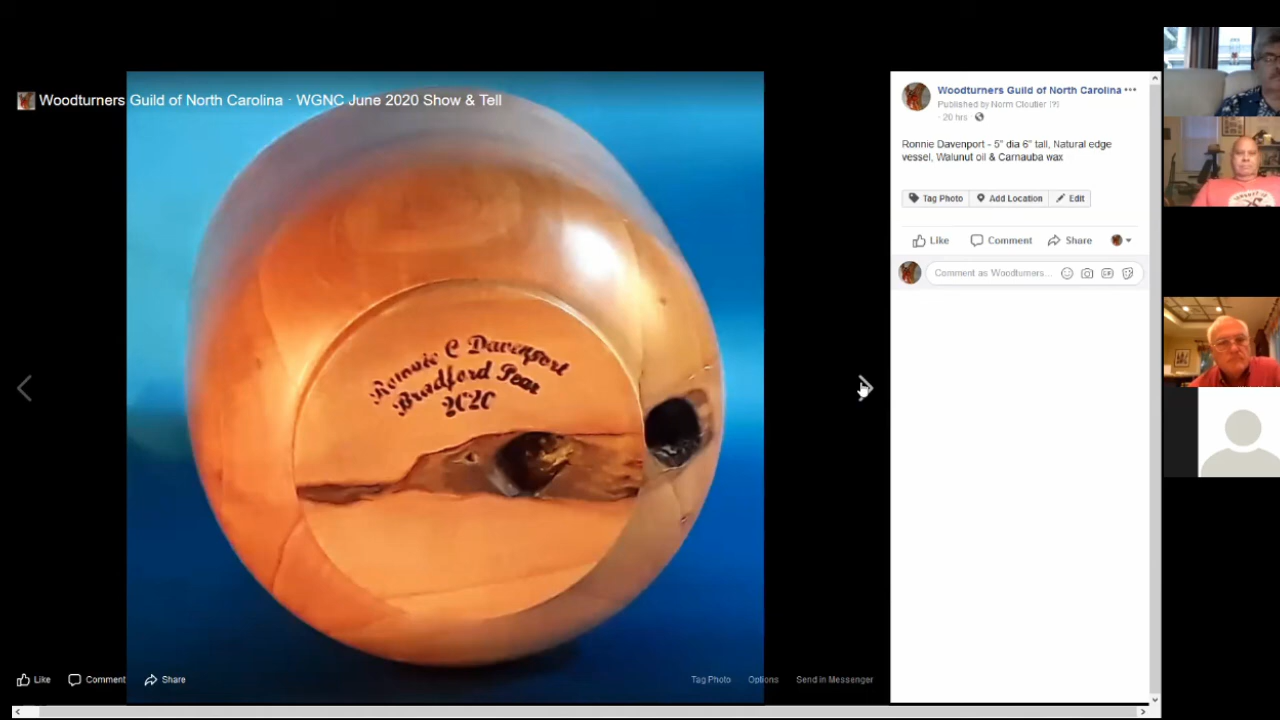 Woodturners Guild of North Carolina · WGNC June 2020 Show & Tell
Ronnie C Davenport
Bradford Pear
2020
Like Comment Share
Tag Photo Options Send in Messenger
Woodturners Guild of North Carolina
Published by Norm Cloutier [?]
· 20 hrs ·
Ronnie Davenport - 5" dia 6" tall, Natural edge
vessel, Walunut oil & Carnauba wax
Tag Photo Add Location Edit
Like Comment Share
Comment as Woodturners...